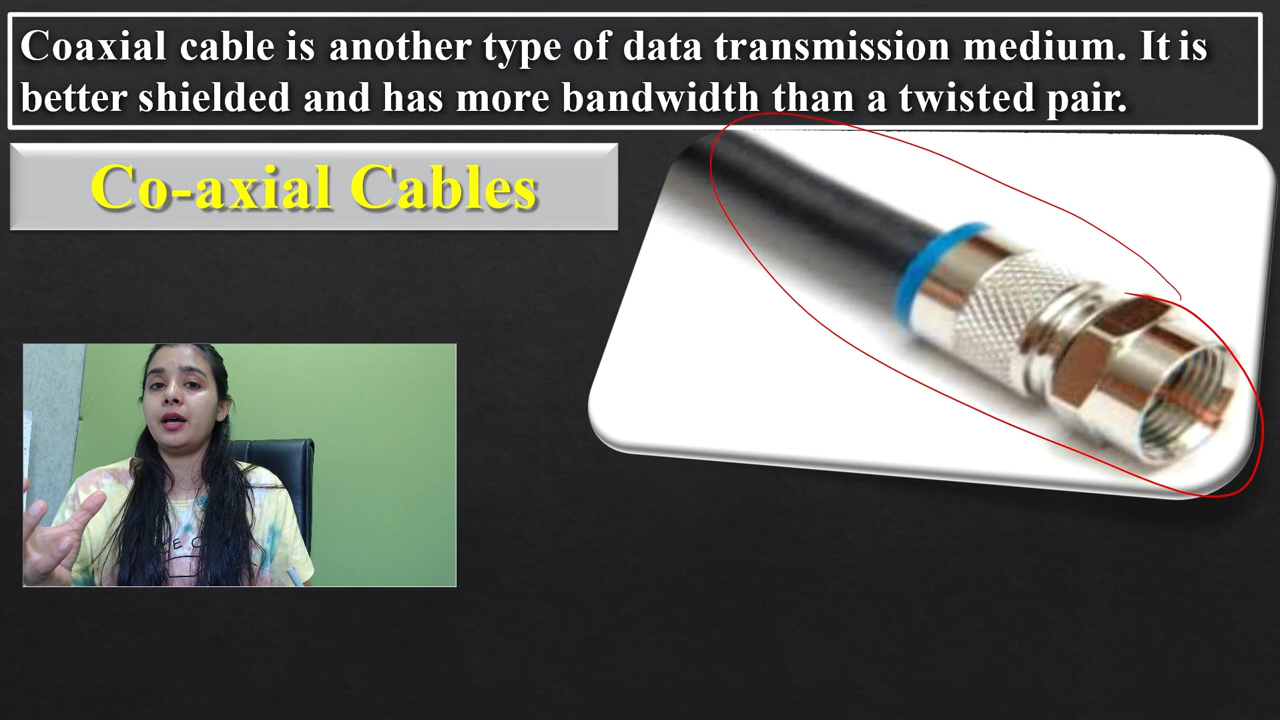 Coaxial cable is another type of data transmission medium. It is
better shielded and has more bandwidth than a twisted pair.
Co-axial Cables